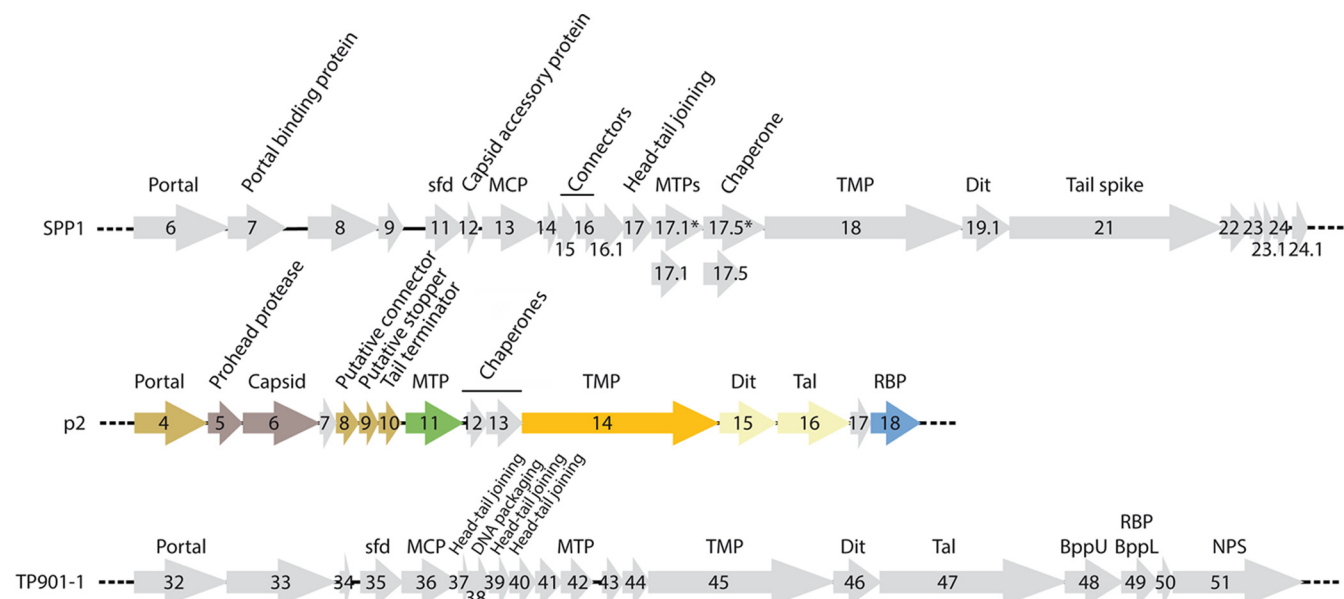 Portal
Portal binding protein
sfd
Capsid accessory protein
MCP
Connectors
Head-tail joining
MTPs
Chaperone
TMP
Dit
Tail spike
SPP1
6 7 8 9 11 12 13 14 15 16 16.1 17 17.1* 17.5* 18 19.1 21 22 23 23.1 24 24.1
17.1 17.5
Portal
Prohead protease
Capsid
Putative connector
Putative stopper
Tail terminator
MTP
Chaperones
TMP
Dit
Tal
RBP
p2
4 5 6 7 8 9 10 11 12 13 14 15 16 17 18
Portal
sfd
MCP
Head-tail joining
DNA packaging
Head-tail joining
Head-tail joining
MTP
TMP
Dit
Tal
BppU
RBP
BppL
NPS
TP901-1
32 33 34 35 36 37 38 39 40 41 42 43 44 45 46 47 48 49 50 51